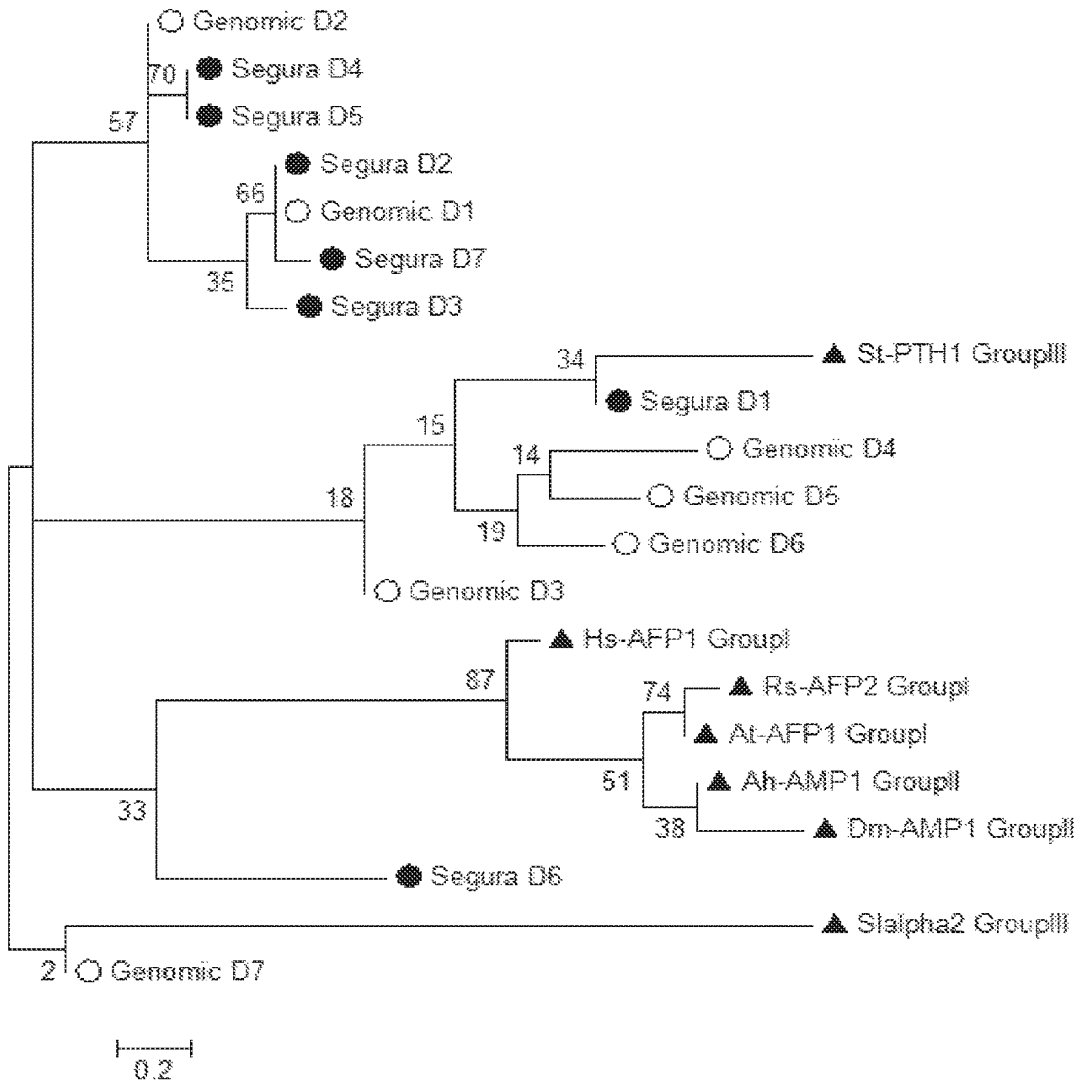 Genomic D2
70
Segura D4
Segura D5
57
Segura D2
66
Genomic D1
Segura D7
35
Segura D3
34
St-PTH1 GroupIII
Segura D1
15
14
Genomic D4
18
Genomic D5
19
Genomic D6
Genomic D3
Hs-AFP1 GroupI
87
74
Rs-AFP2 GroupI
At-AFP1 GroupI
51
Ah-AMP1 GroupII
33
38
Dm-AMP1 GroupII
Segura D6
Slalpha2 GroupIII
2
Genomic D7
0.2